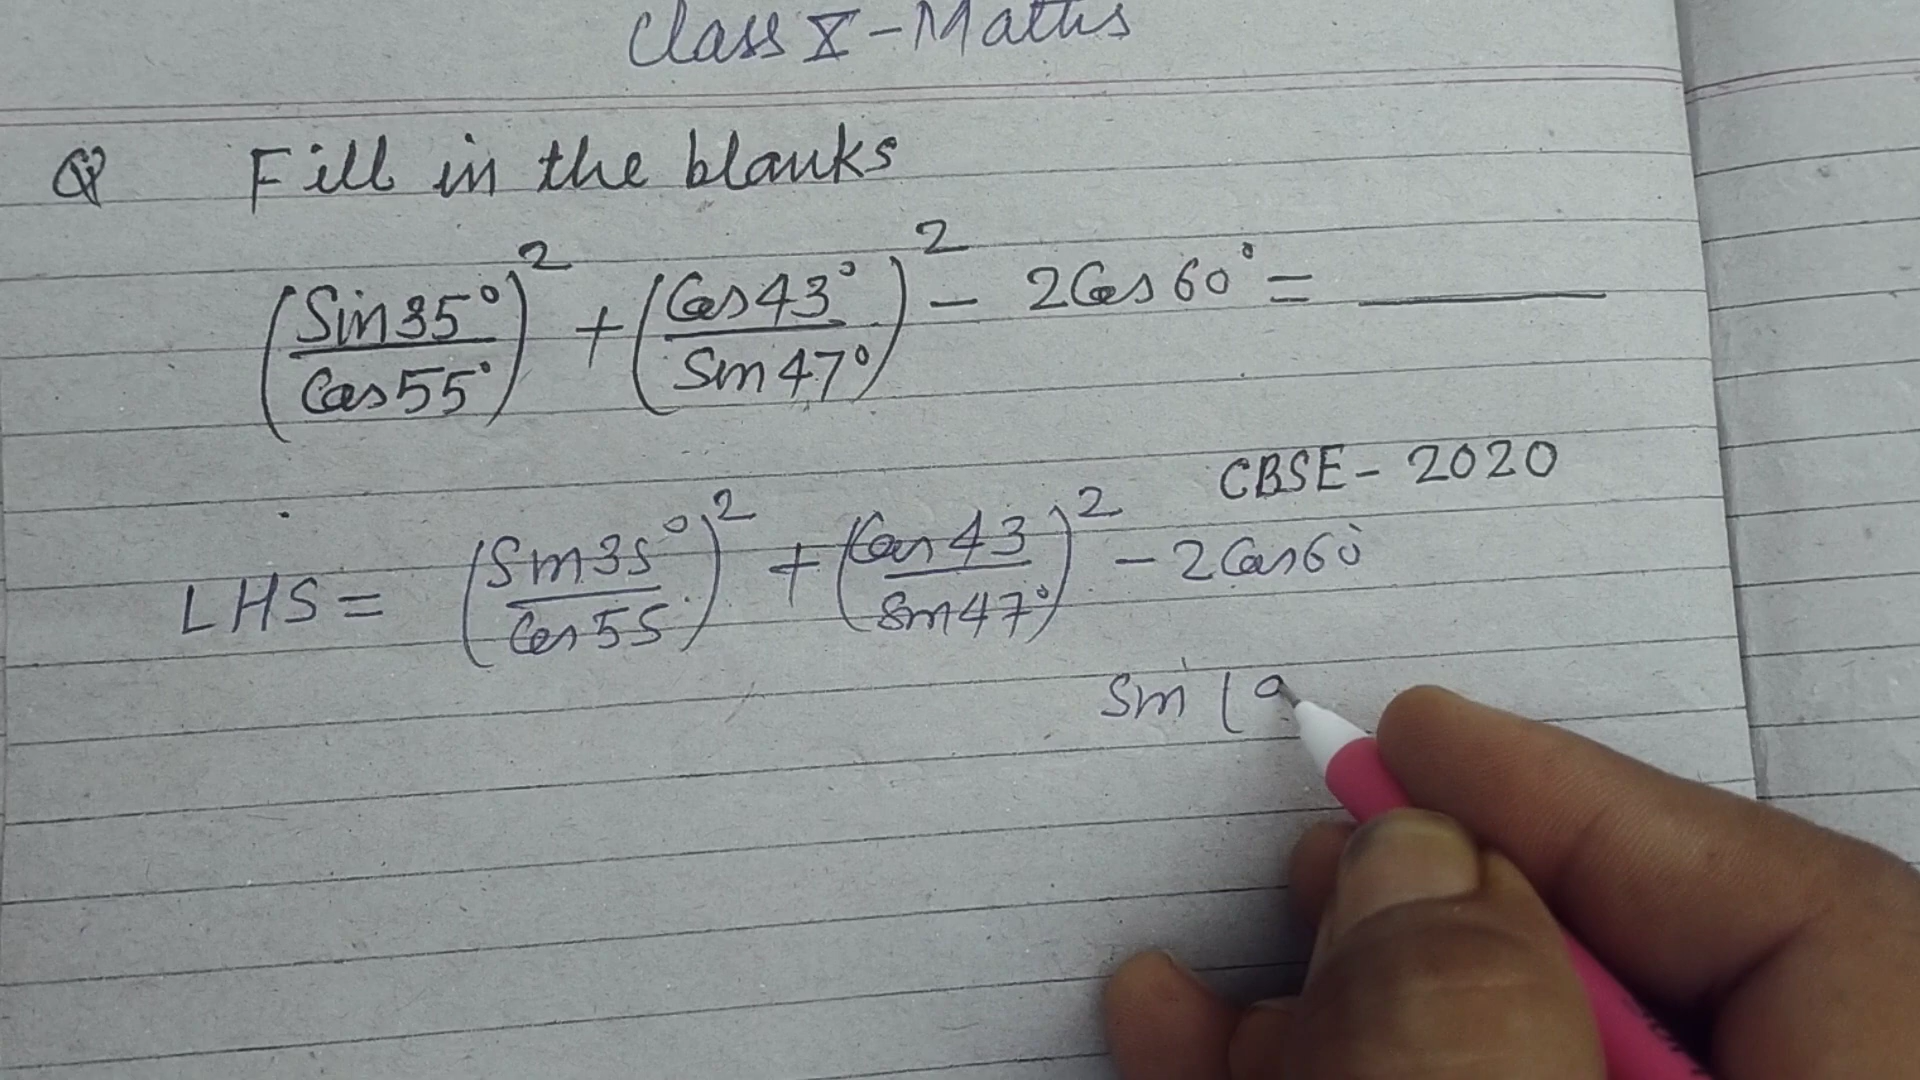 Class X - Maths
Q Fill in the blanks
(Sin35°/Cos55°)² + (Cos43°/Sin47°)² - 2Cos60° = ______
CBSE - 2020
LHS = (Sin35°/Cos55°)² + (Cos43/Sin47°)² - 2Cos60°
Sin (9